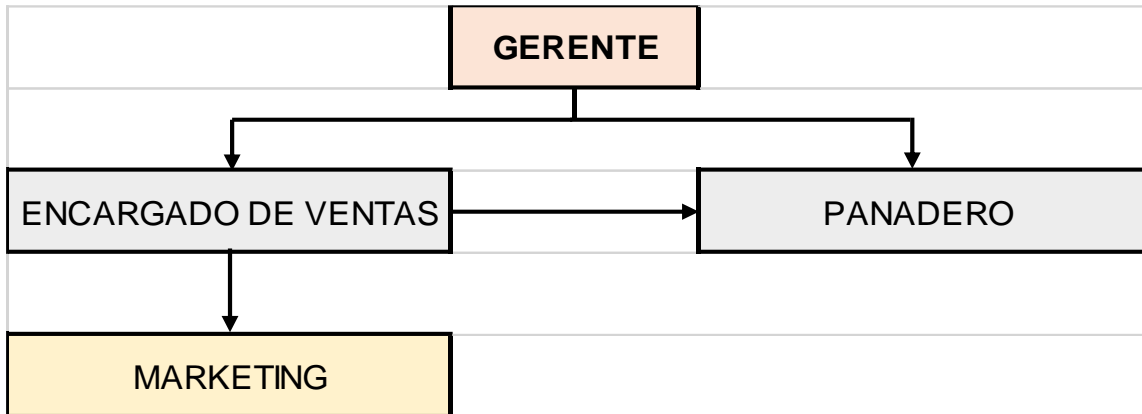 GERENTE
ENCARGADO DE VENTAS
PANADERO
MARKETING